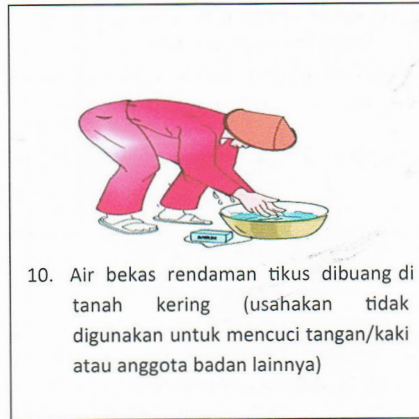 10. Air bekas rendaman tikus dibuang di
tanah kering (usahakan tidak
digunakan untuk mencuci tangan/kaki
atau anggota badan lainnya)